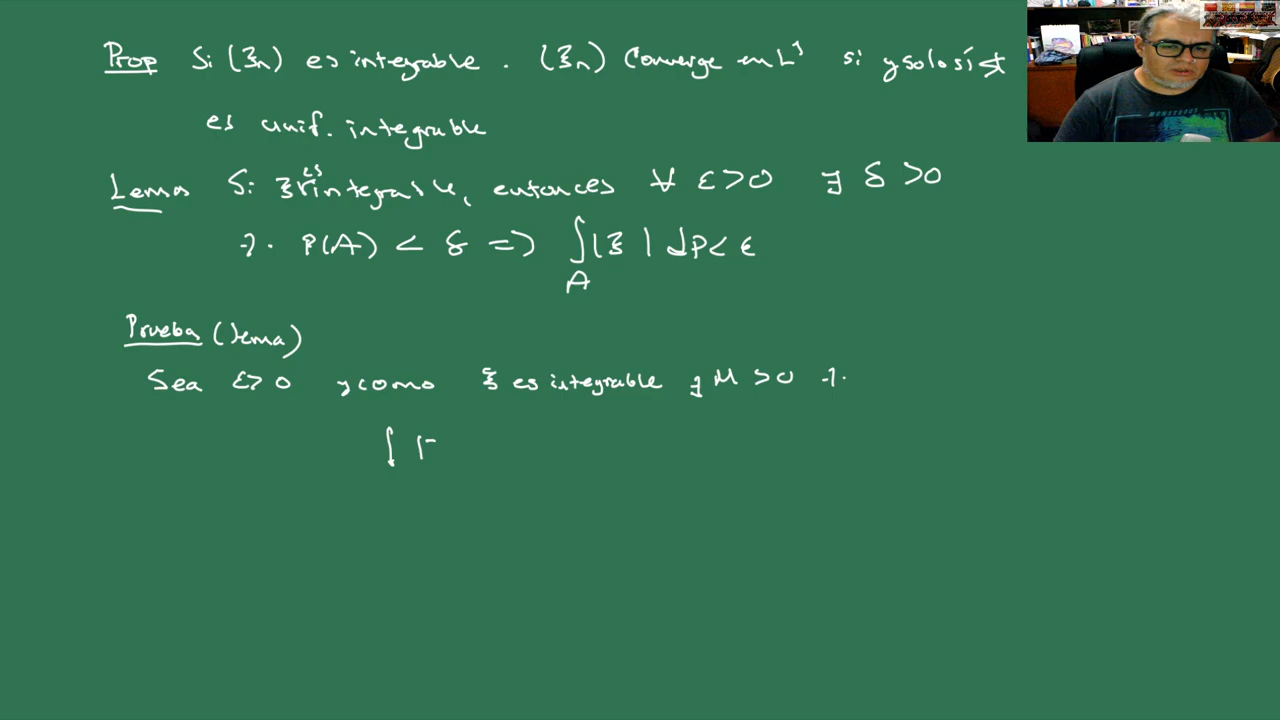 Prop Si (ξn) es integrable. (ξn) Converge en L¹ si y solo si
es unif. integrable
Lema Si ξ es integrable, entonces ∀ ε>0 ∃ δ >0
·∋· P(A) < δ => ∫_A |ξ| dP < ε
Prueba (Lema)
Sea ε>0 y como ξ es integrable ∃ M >0 ·∋·
∫ |